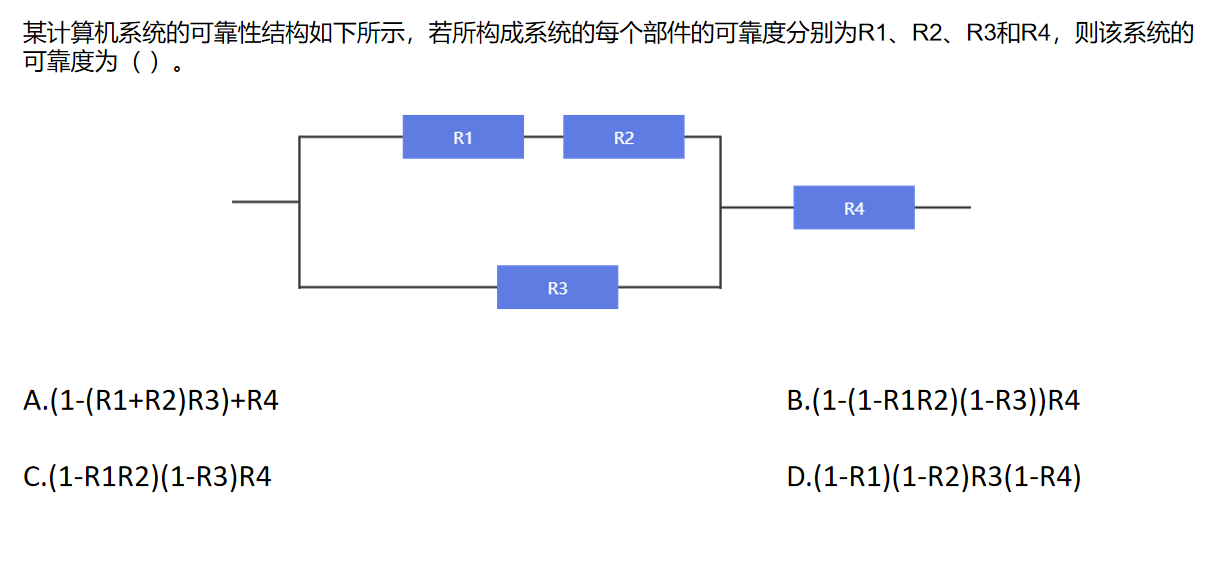 某计算机系统的可靠性结构如下所示，若所构成系统的每个部件的可靠度分别为R1、R2、R3和R4，则该系统的
可靠度为（ ）。
R1
R2
R4
R3
A.(1-(R1+R2)R3)+R4
B.(1-(1-R1R2)(1-R3))R4
C.(1-R1R2)(1-R3)R4
D.(1-R1)(1-R2)R3(1-R4)